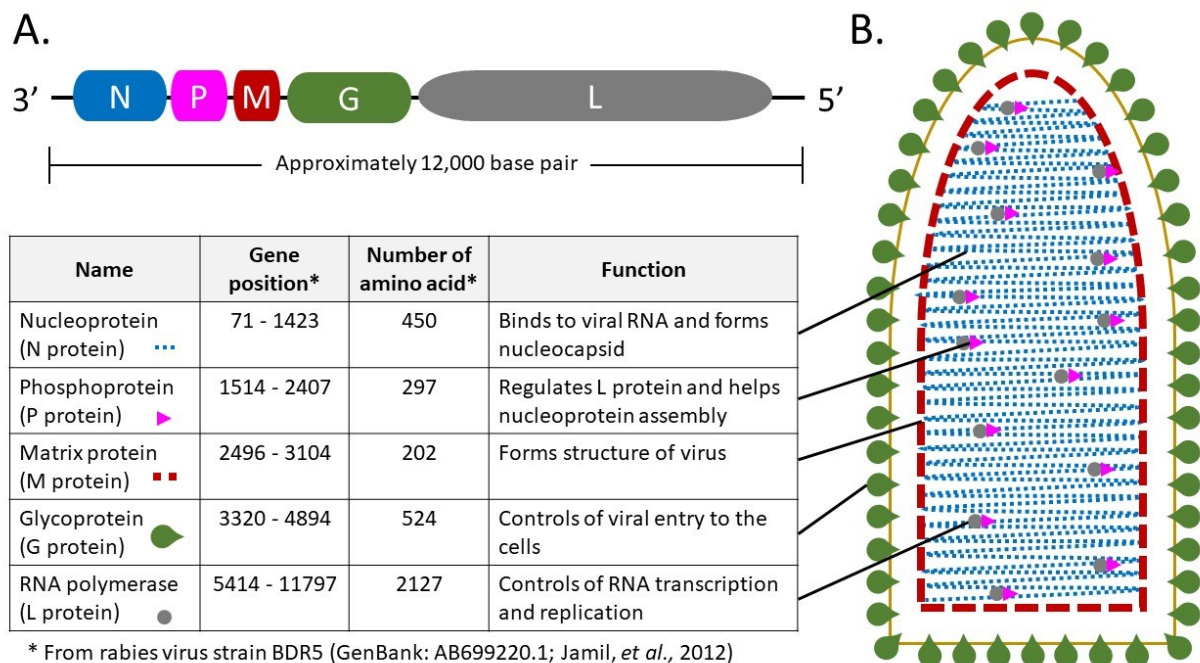 A.
B.
3’ N P M G L 5’
Approximately 12,000 base pair
Name
Gene position*
Number of amino acid*
Function
Nucleoprotein
(N protein)
71 - 1423
450
Binds to viral RNA and forms
nucleocapsid
Phosphoprotein
(P protein)
1514 - 2407
297
Regulates L protein and helps
nucleoprotein assembly
Matrix protein
(M protein)
2496 - 3104
202
Forms structure of virus
Glycoprotein
(G protein)
3320 - 4894
524
Controls of viral entry to the
cells
RNA polymerase
(L protein)
5414 - 11797
2127
Controls of RNA transcription
and replication
* From rabies virus strain BDR5 (GenBank: AB699220.1; Jamil, et al., 2012)